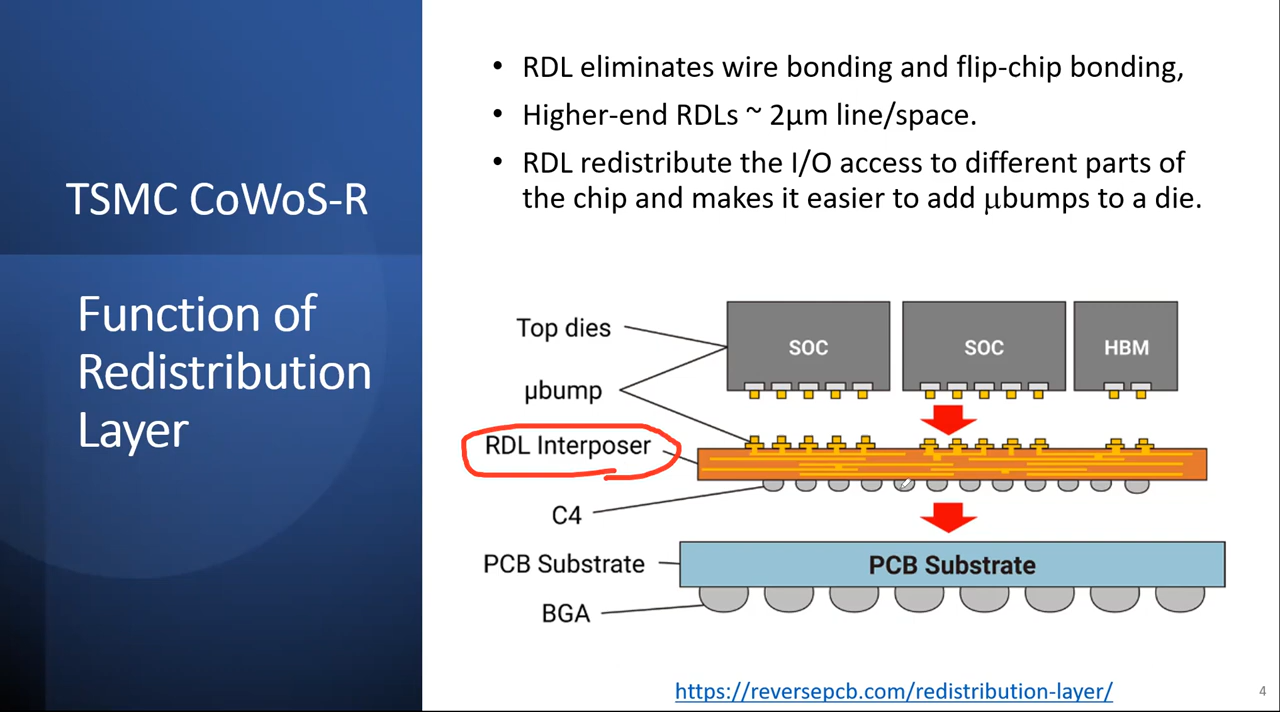 TSMC CoWoS-R
Function of
Redistribution
Layer
• RDL eliminates wire bonding and flip-chip bonding,
• Higher-end RDLs ~ 2μm line/space.
• RDL redistribute the I/O access to different parts of
the chip and makes it easier to add μbumps to a die.
Top dies
SOC
SOC
HBM
μbump
RDL Interposer
C4
PCB Substrate
PCB Substrate
BGA
https://reversepcb.com/redistribution-layer/
4